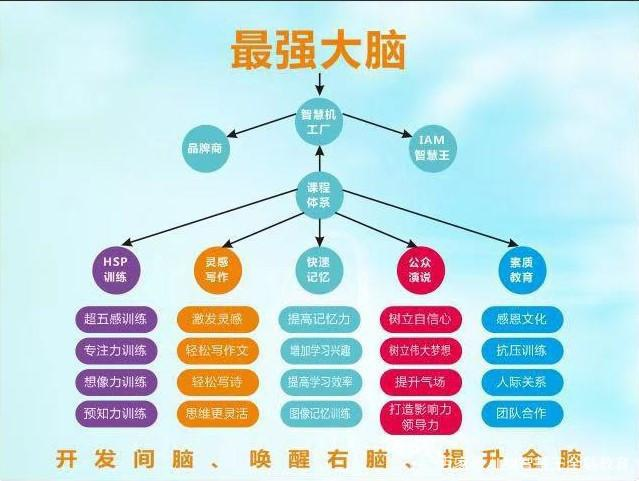 最强大脑
智慧机
工厂
品牌商
IAM
智慧王
课程
体系
HSP
训练
灵感
写作
快速
记忆
公众
演说
素质
教育
超五感训练
激发灵感
提高记忆力
树立自信心
感恩文化
专注力训练
轻松写作文
增加学习兴趣
树立伟大梦想
抗压训练
想像力训练
轻松写诗
提高学习效率
提升气场
人际关系
预知力训练
思维更灵活
图像记忆训练
打造影响力
领导力
团队合作
开发间脑、唤醒右脑、提升全脑